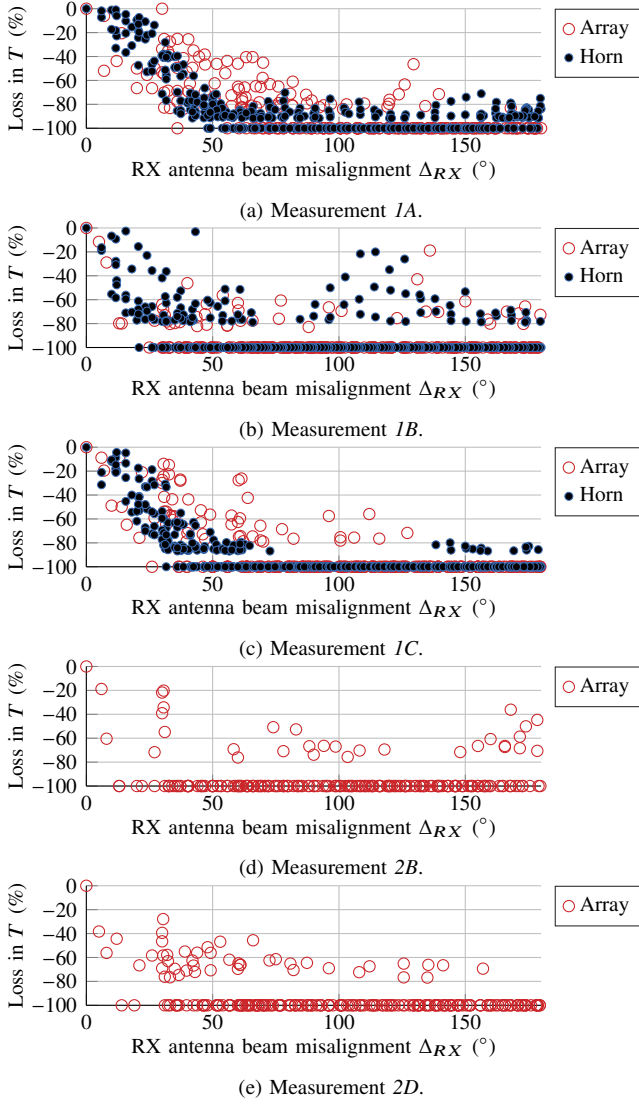 0
−20
−40
−60
−80
−100
Loss in T (%)
0 50 100 150
RX antenna beam misalignment Δ_RX (°)
Array
Horn
(a) Measurement 1A.
0
−20
−40
−60
−80
−100
Loss in T (%)
0 50 100 150
RX antenna beam misalignment Δ_RX (°)
Array
Horn
(b) Measurement 1B.
0
−20
−40
−60
−80
−100
Loss in T (%)
0 50 100 150
RX antenna beam misalignment Δ_RX (°)
Array
Horn
(c) Measurement 1C.
0
−20
−40
−60
−80
−100
Loss in T (%)
0 50 100 150
RX antenna beam misalignment Δ_RX (°)
Array
(d) Measurement 2B.
0
−20
−40
−60
−80
−100
Loss in T (%)
0 50 100 150
RX antenna beam misalignment Δ_RX (°)
Array
(e) Measurement 2D.